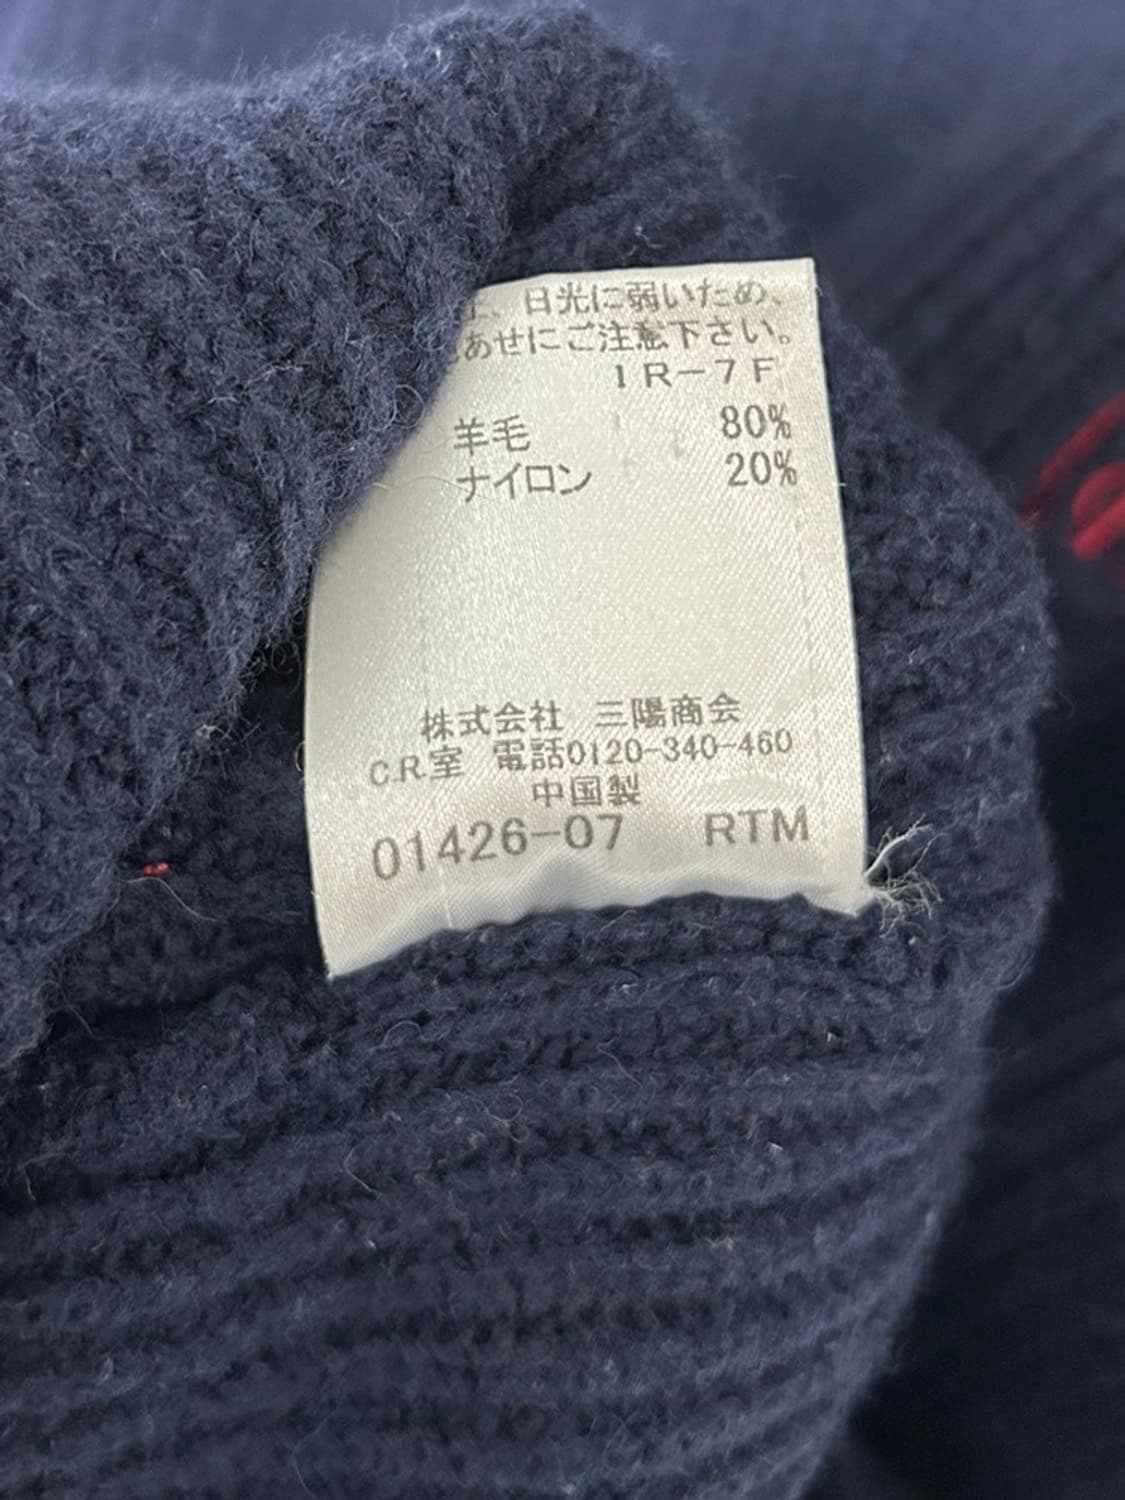 、日光に弱いため、
あせにご注意下さい。
1R-7F
羊毛 80%
ナイロン 20%
株式会社 三陽商会
C.R.室 電話0120-340-460
中国製
01426-07 RTM